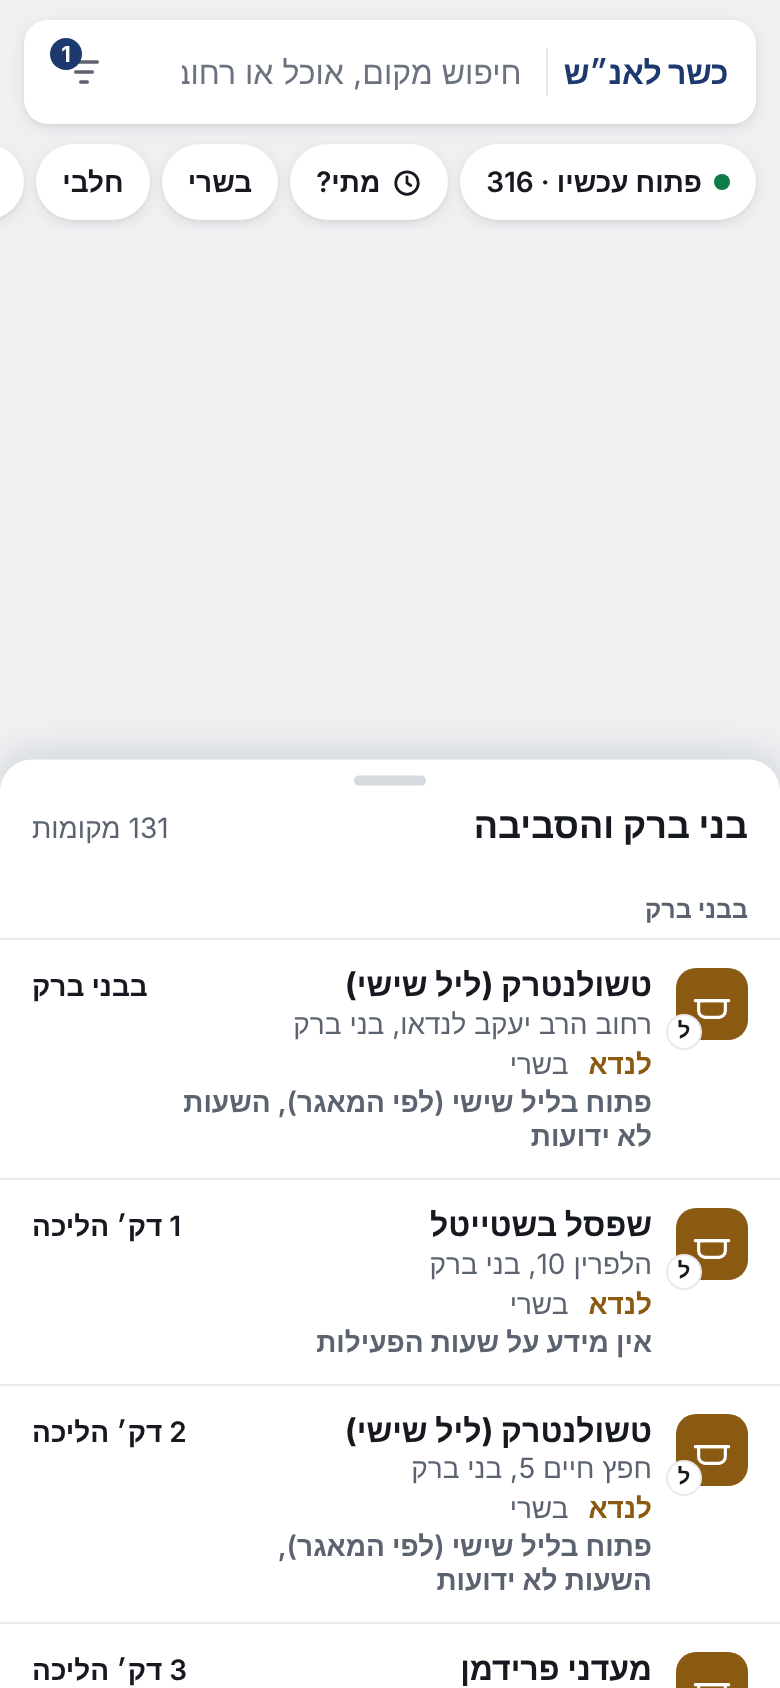 כשר לאנ״ש
חיפוש מקום, אוכל או רחוב
1
פתוח עכשיו · 316
מתי?
בשרי
חלבי
בני ברק והסביבה
131 מקומות
בבני ברק
טשולנטרק (ליל שישי)
בבני ברק
רחוב הרב יעקב לנדאו, בני ברק
ל
לנדא בשרי
פתוח בליל שישי (לפי המאגר), השעות
לא ידועות
שפסל בשטייטל
1 דק׳ הליכה
הלפרין 10, בני ברק
ל
לנדא בשרי
אין מידע על שעות הפעילות
טשולנטרק (ליל שישי)
2 דק׳ הליכה
חפץ חיים 5, בני ברק
ל
לנדא בשרי
פתוח בליל שישי (לפי המאגר),
השעות לא ידועות
מעדני פרידמן
3 דק׳ הליכה